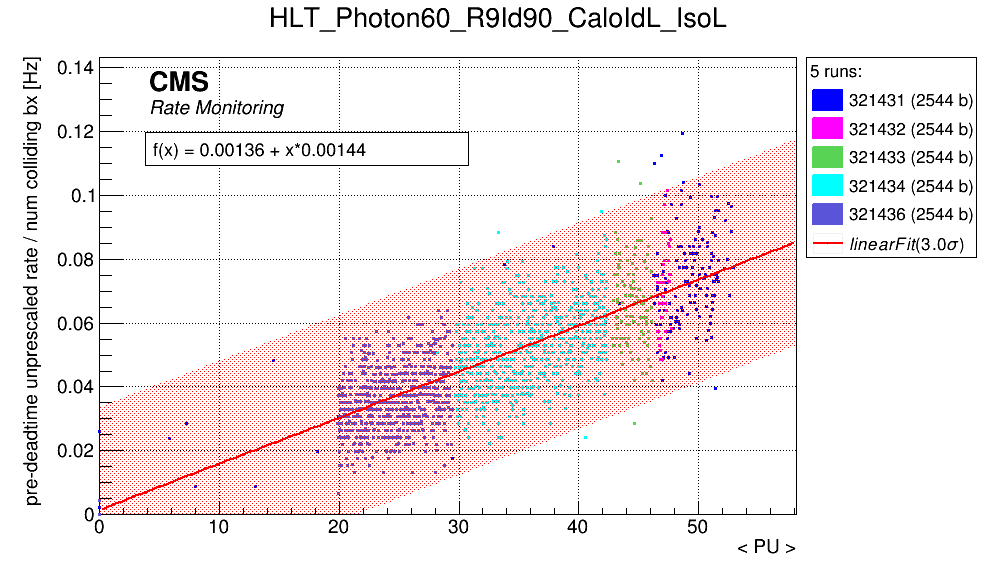 HLT_Photon60_R9Id90_CaloIdL_IsoL
pre-deadtime unprescaled rate / num colliding bx [Hz]
0.14
0.12
0.1
0.08
0.06
0.04
0.02
0
CMS
Rate Monitoring
f(x) = 0.00136 + x*0.00144
0
10
20
30
40
50
< PU >
5 runs:
321431 (2544 b)
321432 (2544 b)
321433 (2544 b)
321434 (2544 b)
321436 (2544 b)
linearFit(3.0σ)